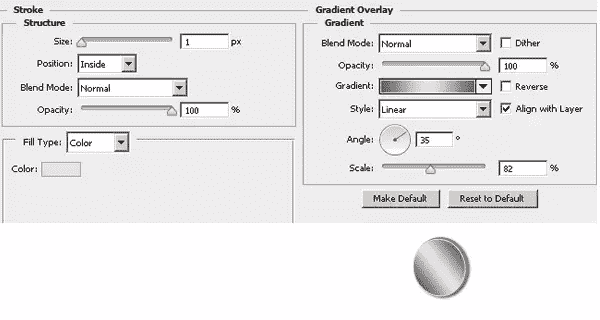 Stroke
Structure
Size: 1 px
Position: Inside
Blend Mode: Normal
Opacity: 100 %
Fill Type: Color
Color:
Gradient Overlay
Gradient
Blend Mode: Normal Dither
Opacity: 100 %
Gradient: Reverse
Style: Linear Align with Layer
Angle: 35 °
Scale: 82 %
Make Default Reset to Default